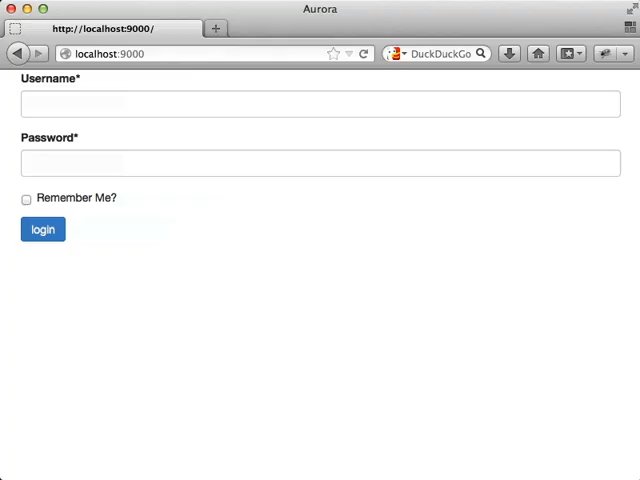 Aurora
http://localhost:9000/
localhost:9000
DuckDuckGo
Username*
Password*
Remember Me?
login